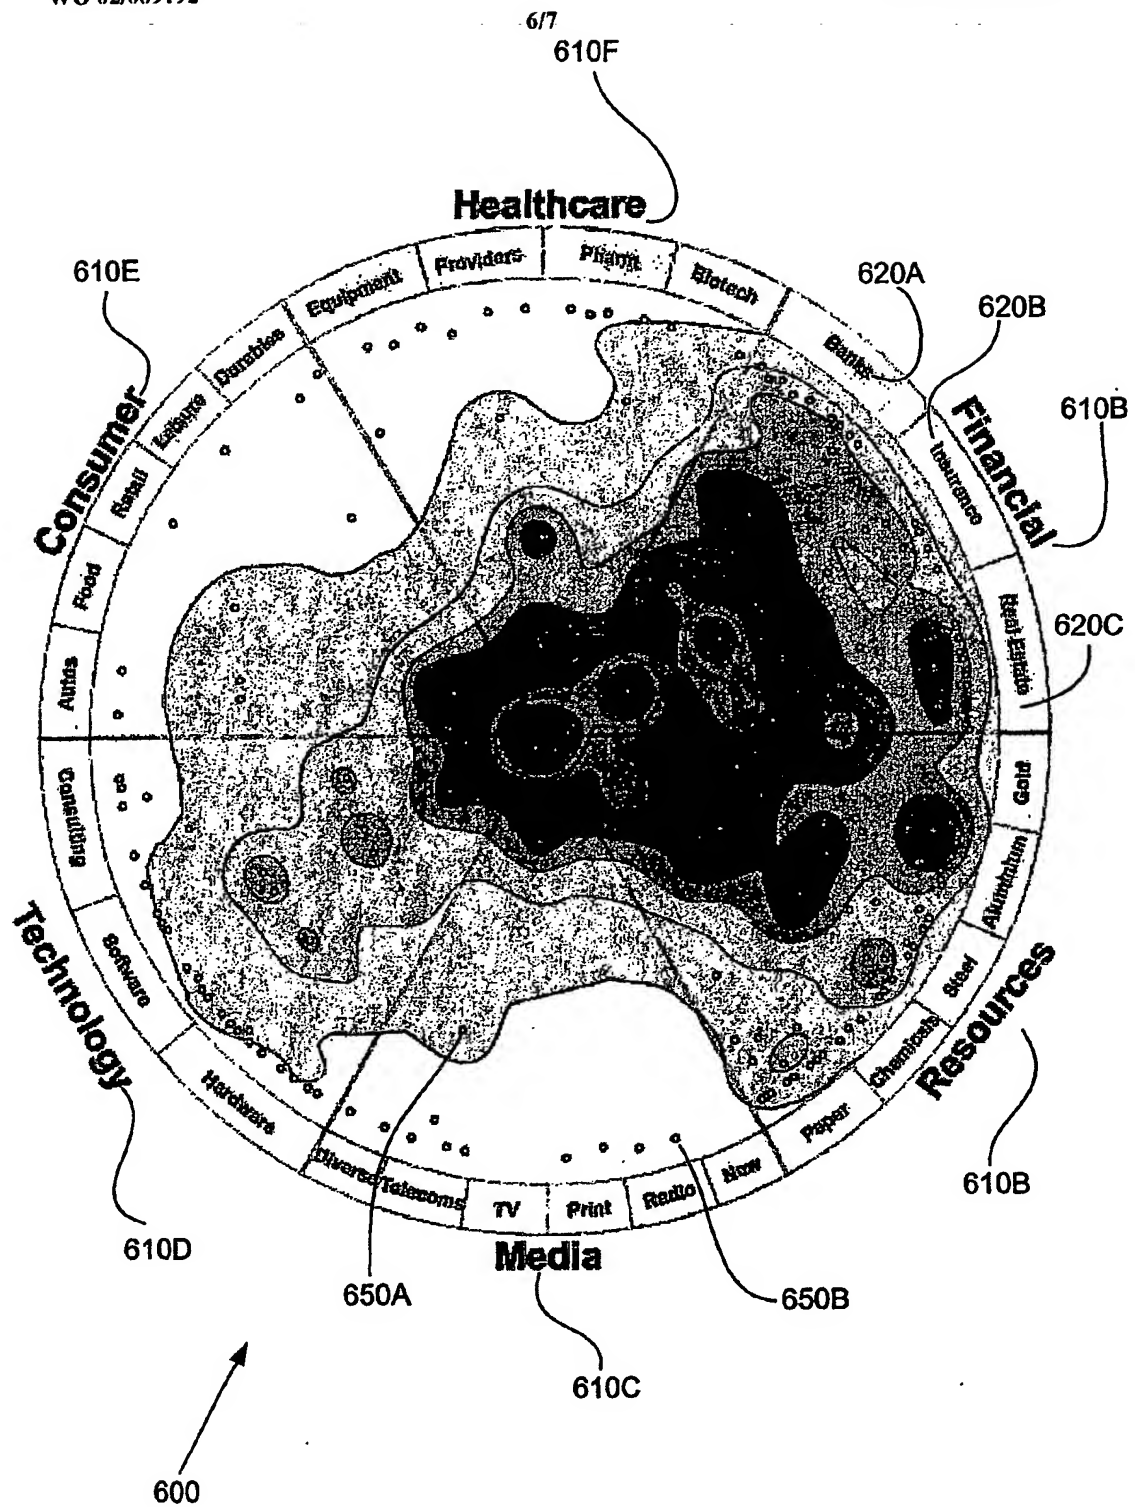 6/7
610F
Healthcare
610E
Equipment
Providers
Pharm
Biotech
620A
620B
Durables
Banks
610B
Leisure
Consumer
Financial
Retail
Insurance
610B
Food
Real Estate
620C
Autos
Consulting
Gold
Aluminium
Technology
Software
Steel
Resources
Chemicals
Hardware
Paper
Diverse
Telecoms
TV
Print
Radio
New
610B
Media
610D
650A
650B
610C
600